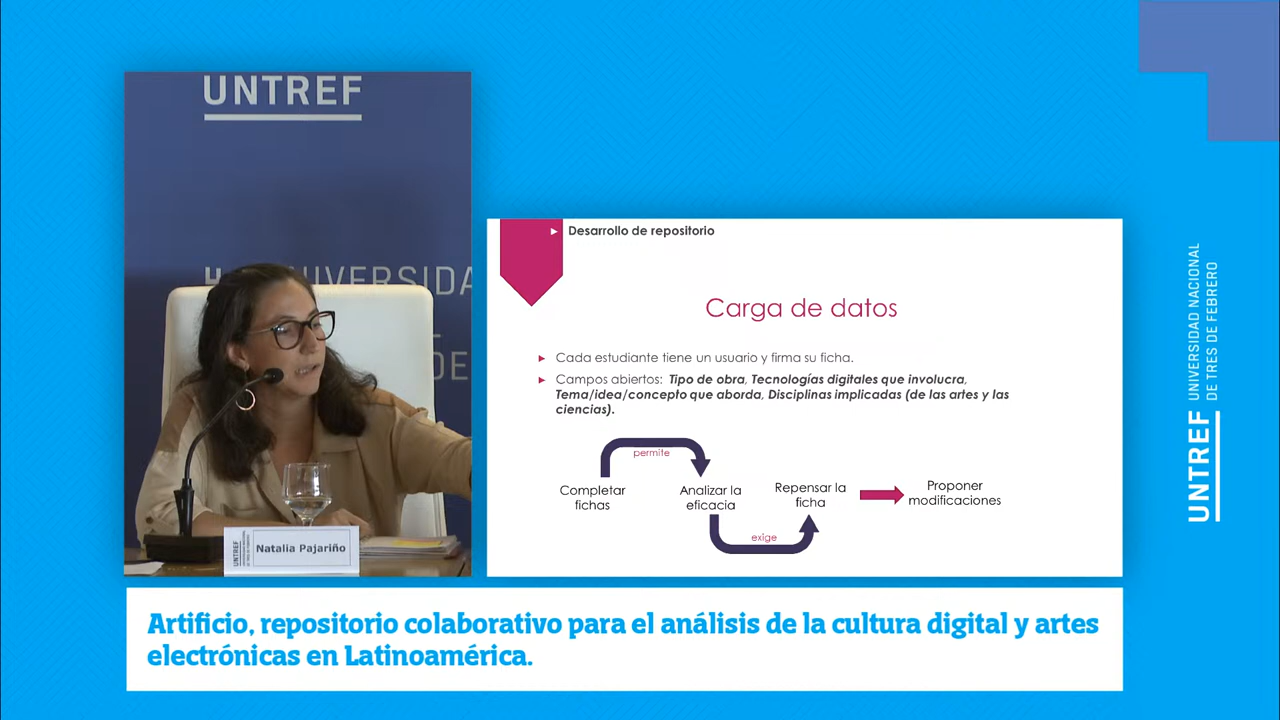 UNTREF
UNIVERSIDA
DE
UNTREF
Natalia Pajariño
Desarrollo de repositorio
Carga de datos
Cada estudiante tiene un usuario y firma su ficha.
Campos abiertos: Tipo de obra, Tecnologías digitales que involucra,
Tema/idea/concepto que aborda, Disciplinas implicadas (de las artes y las
ciencias).
permite
Completar
fichas
Analizar la
eficacia
Repensar la
ficha
Proponer
modificaciones
exige
UNTREF
UNIVERSIDAD NACIONAL
DE TRES DE FEBRERO
Artificio, repositorio colaborativo para el análisis de la cultura digital y artes
electrónicas en Latinoamérica.